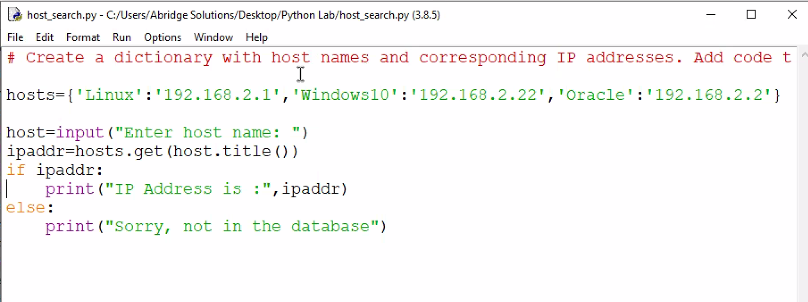 host_search.py - C:/Users/Abridge Solutions/Desktop/Python Lab/host_search.py (3.8.5)
File Edit Format Run Options Window Help
# Create a dictionary with host names and corresponding IP addresses. Add code t
hosts={'Linux':'192.168.2.1','Windows10':'192.168.2.22','Oracle':'192.168.2.2'}
host=input("Enter host name: ")
ipaddr=hosts.get(host.title())
if ipaddr:
    print("IP Address is :",ipaddr)
else:
    print("Sorry, not in the database")